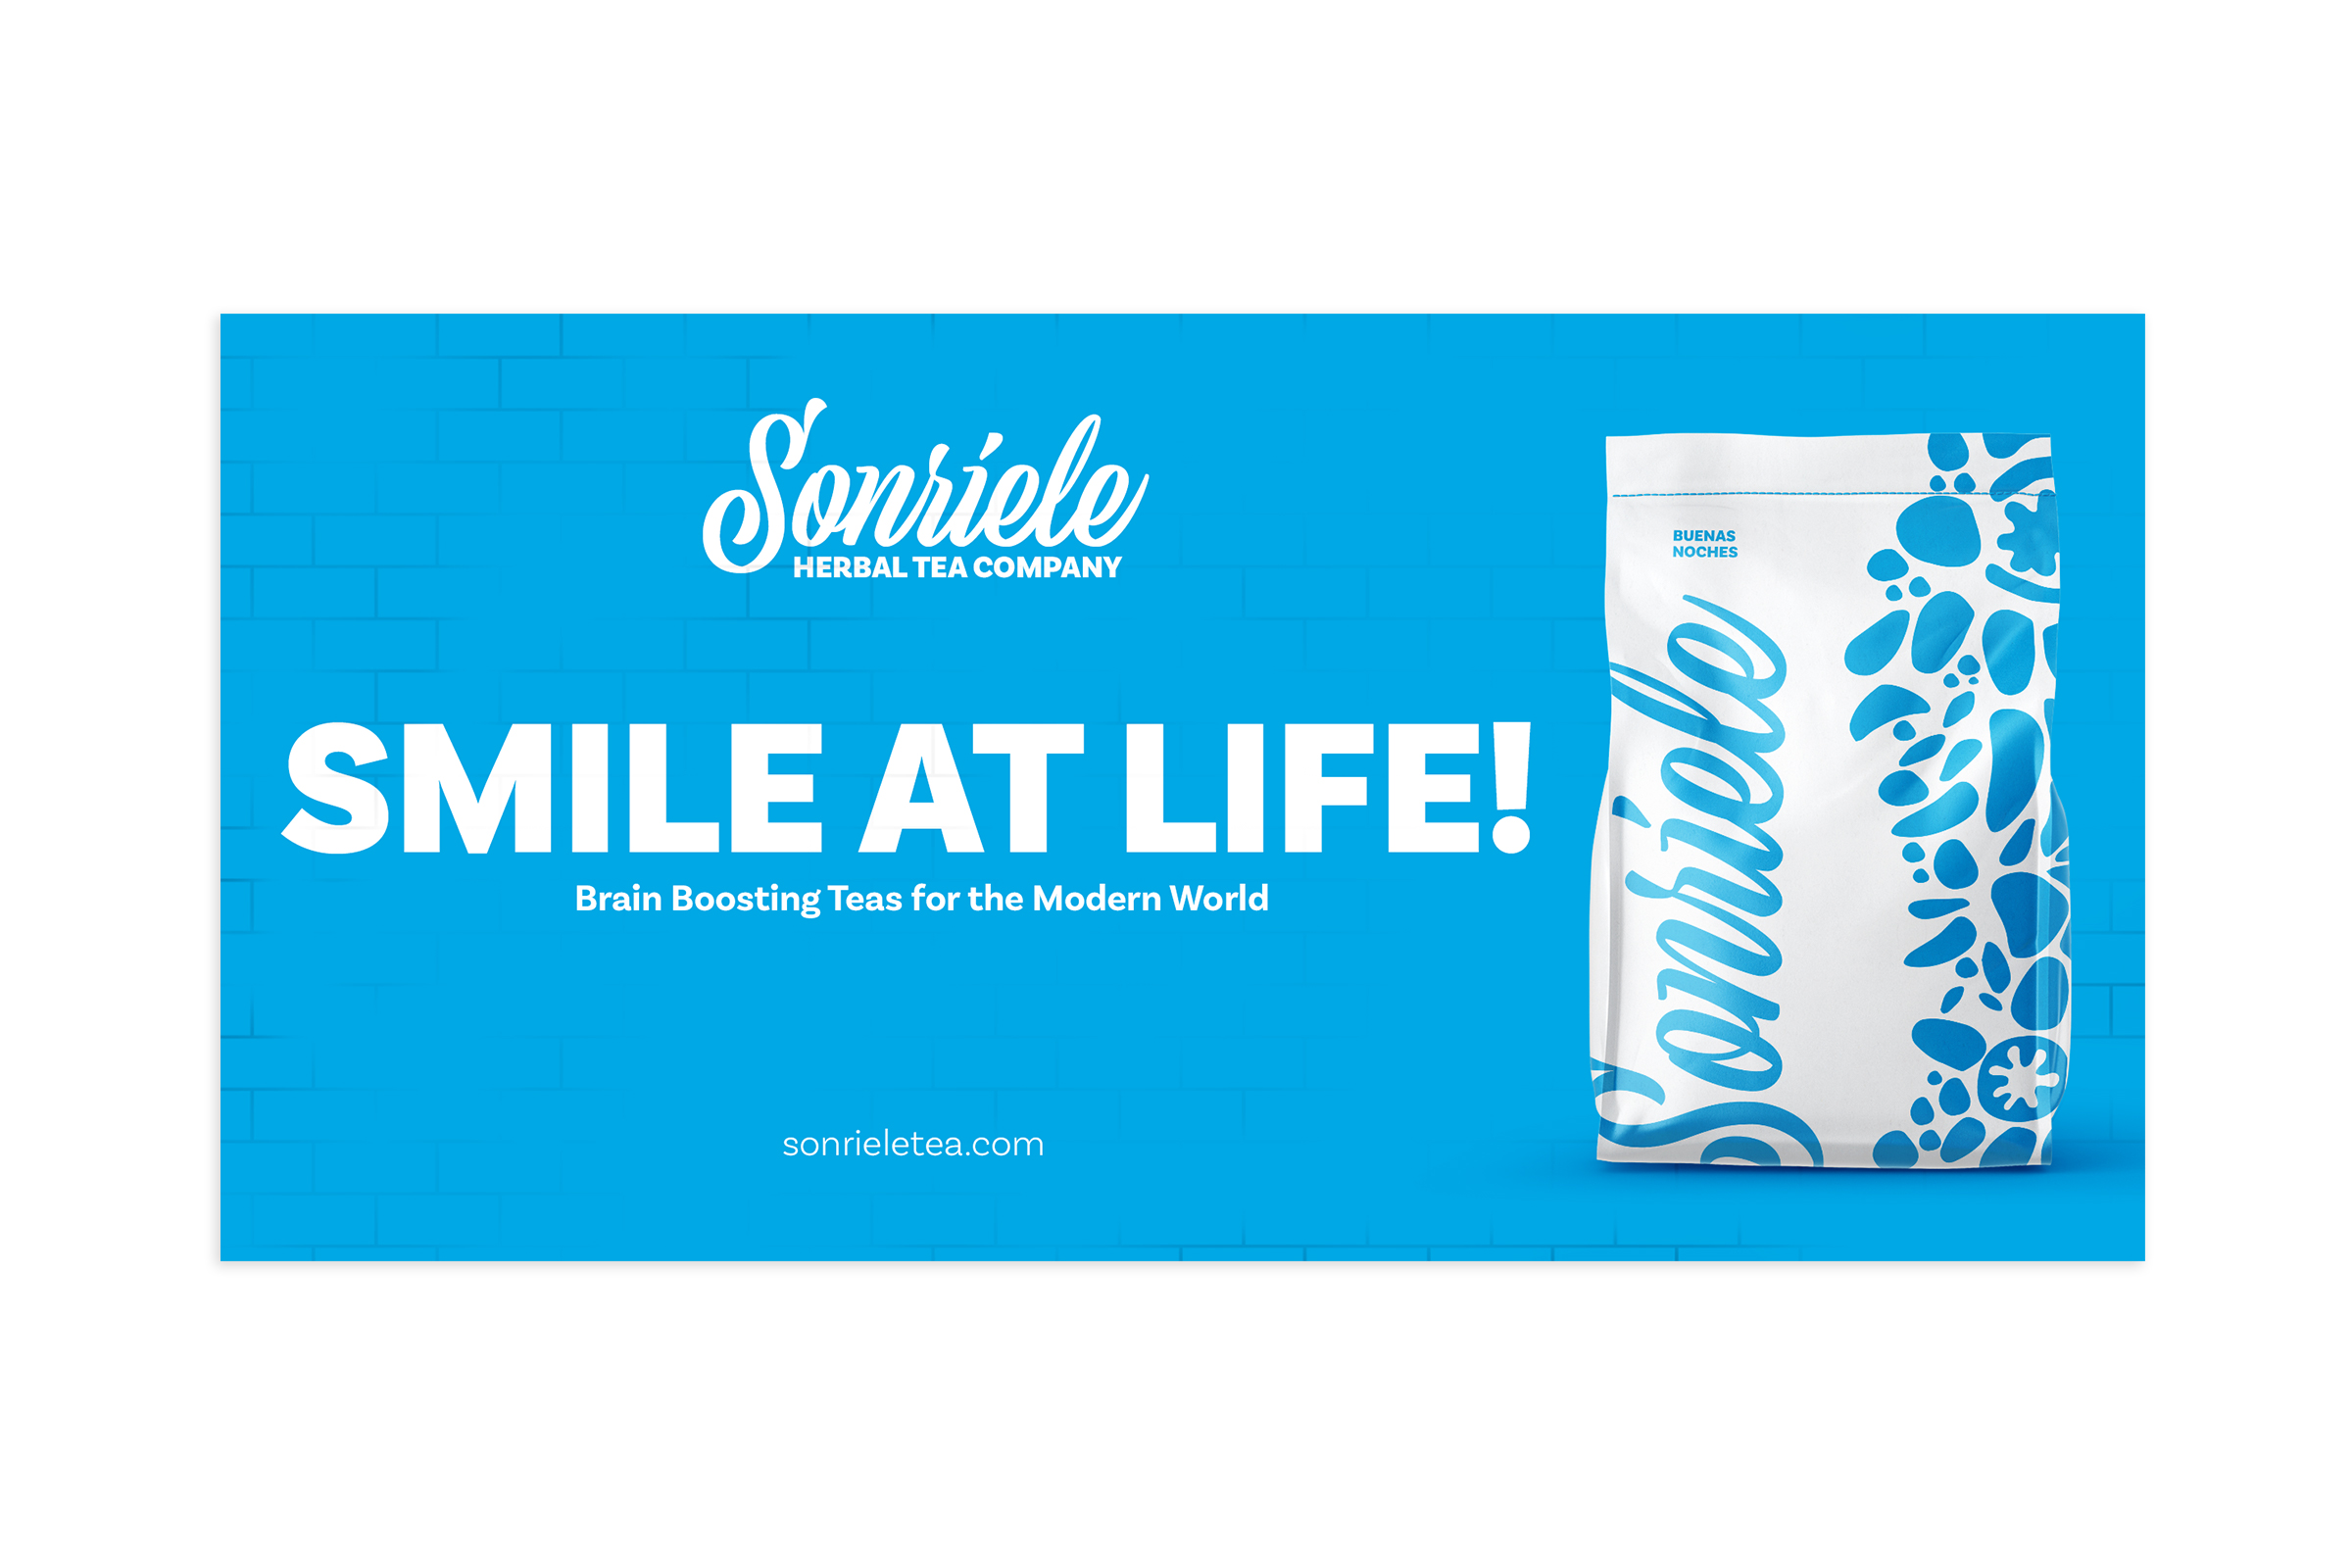 Sonríele
HERBAL TEA COMPANY
SMILE AT LIFE!
Brain Boosting Teas for the Modern World
sonrieletea.com
BUENAS
NOCHES
Sonríele